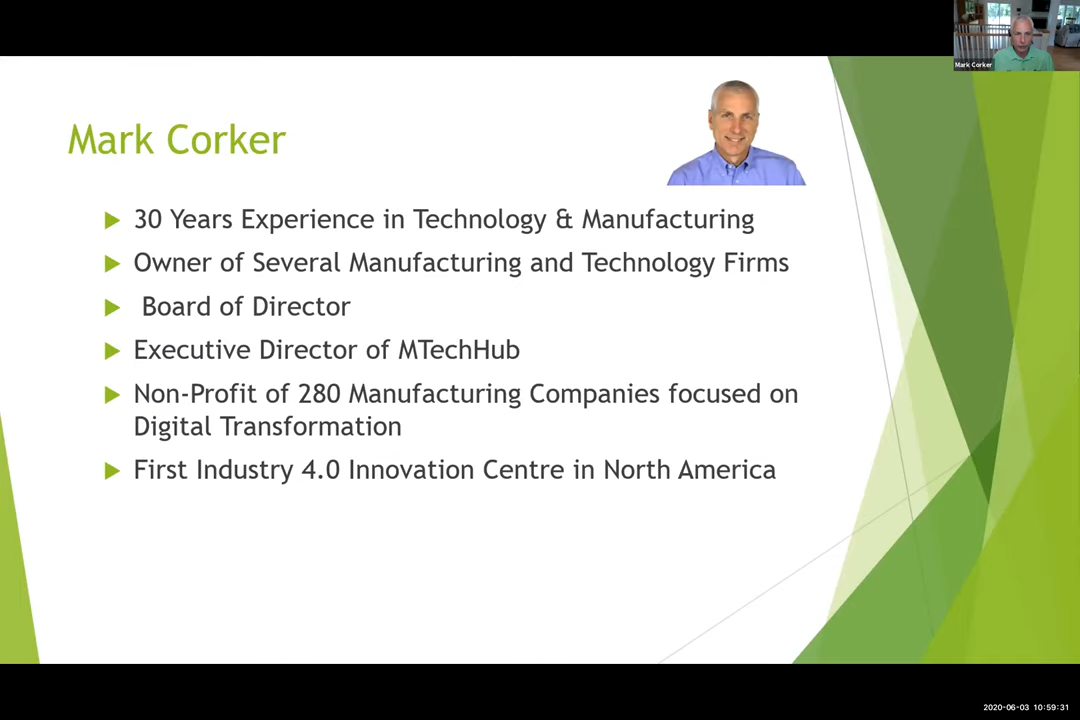 Mark Corker
Mark Corker
30 Years Experience in Technology & Manufacturing
Owner of Several Manufacturing and Technology Firms
Board of Director
Executive Director of MTechHub
Non-Profit of 280 Manufacturing Companies focused on
Digital Transformation
First Industry 4.0 Innovation Centre in North America
2020-06-03 10:59:31